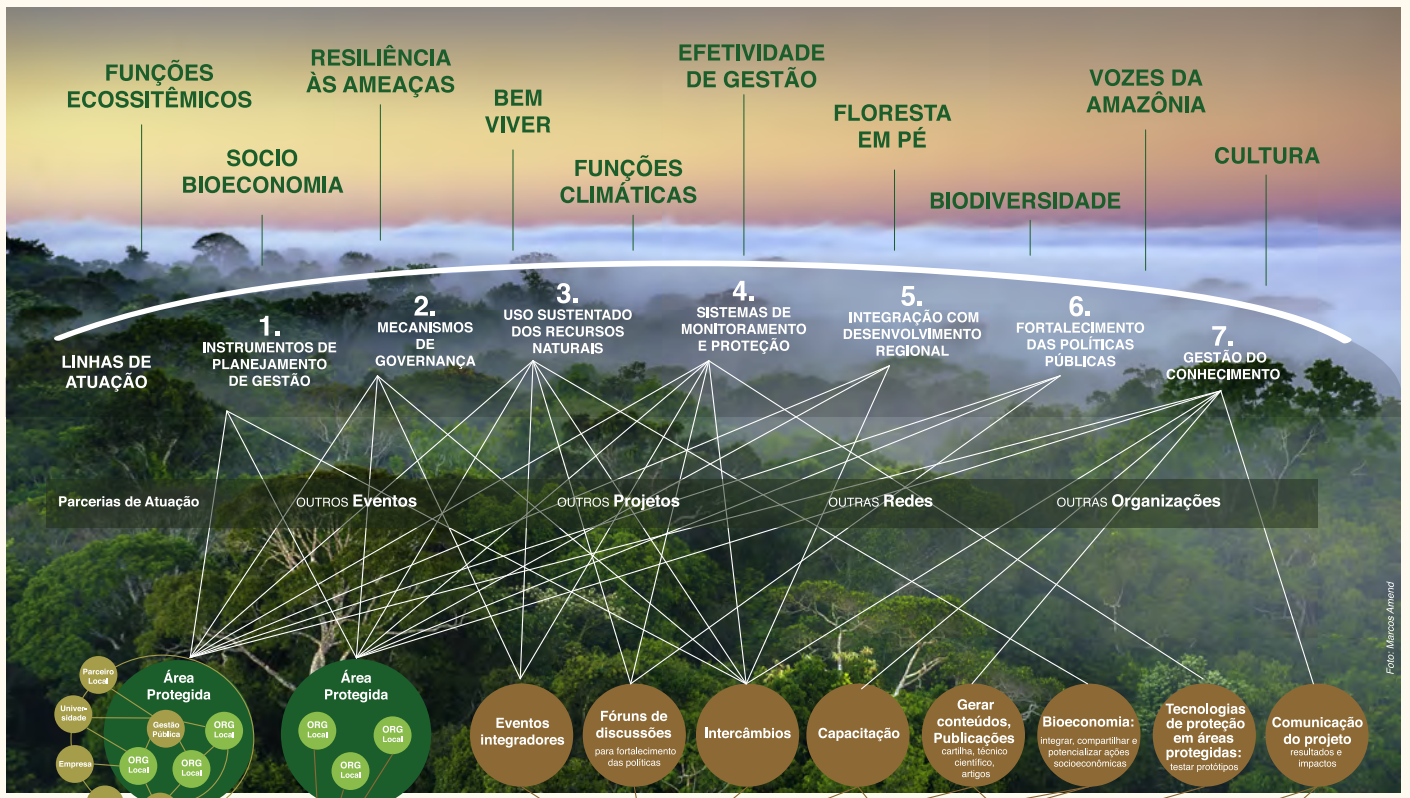 FUNÇÕES
ECOSSITÊMICOS
RESILIÊNCIA
ÀS AMEAÇAS
EFETIVIDADE
DE GESTÃO
BEM
VIVER
VOZES DA
AMAZÔNIA
FLORESTA
EM PÉ
SOCIO
BIOECONOMIA
FUNÇÕES
CLIMÁTICAS
CULTURA
BIODIVERSIDADE
LINHAS DE
ATUAÇÃO
1.
INSTRUMENTOS DE
PLANEJAMENTO
DE GESTÃO
2.
MECANISMOS
DE
GOVERNANÇA
3.
USO SUSTENTADO
DOS RECURSOS
NATURAIS
4.
SISTEMAS DE
MONITORAMENTO
E PROTEÇÃO
5.
INTEGRAÇÃO COM
DESENVOLVIMENTO
REGIONAL
6.
FORTALECIMENTO
DAS POLÍTICAS
PÚBLICAS
7.
GESTÃO DO
CONHECIMENTO
Parcerias de Atuação
OUTROS Eventos
OUTROS Projetos
OUTRAS Redes
OUTRAS Organizações
Foto: Marcos Amend
Parceiro
Local
Univer-
sidade
Empresa
Área
Protegida
Gestão
Pública
ORG
Local
ORG
Local
ORG
Local
Área
Protegida
ORG
Local
ORG
Local
ORG
Local
Eventos
integradores
Fóruns de
discussões
para fortalecimento
das políticas
Intercâmbios
Capacitação
Gerar
conteúdos,
Publicações
cartilha, técnico
científico,
artigos
Bioeconomia:
integrar, compartilhar e
potencializar ações
socioeconômicas
Tecnologias
de proteção
em áreas
protegidas:
testar protótipos
Comunicação
do projeto
resultados e
impactos